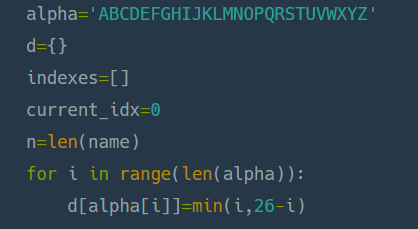 alpha='ABCDEFGHIJKLMNOPQRSTUVWXYZ'
d={}
indexes=[]
current_idx=0
n=len(name)
for i in range(len(alpha)):
    d[alpha[i]]=min(i,26-i)